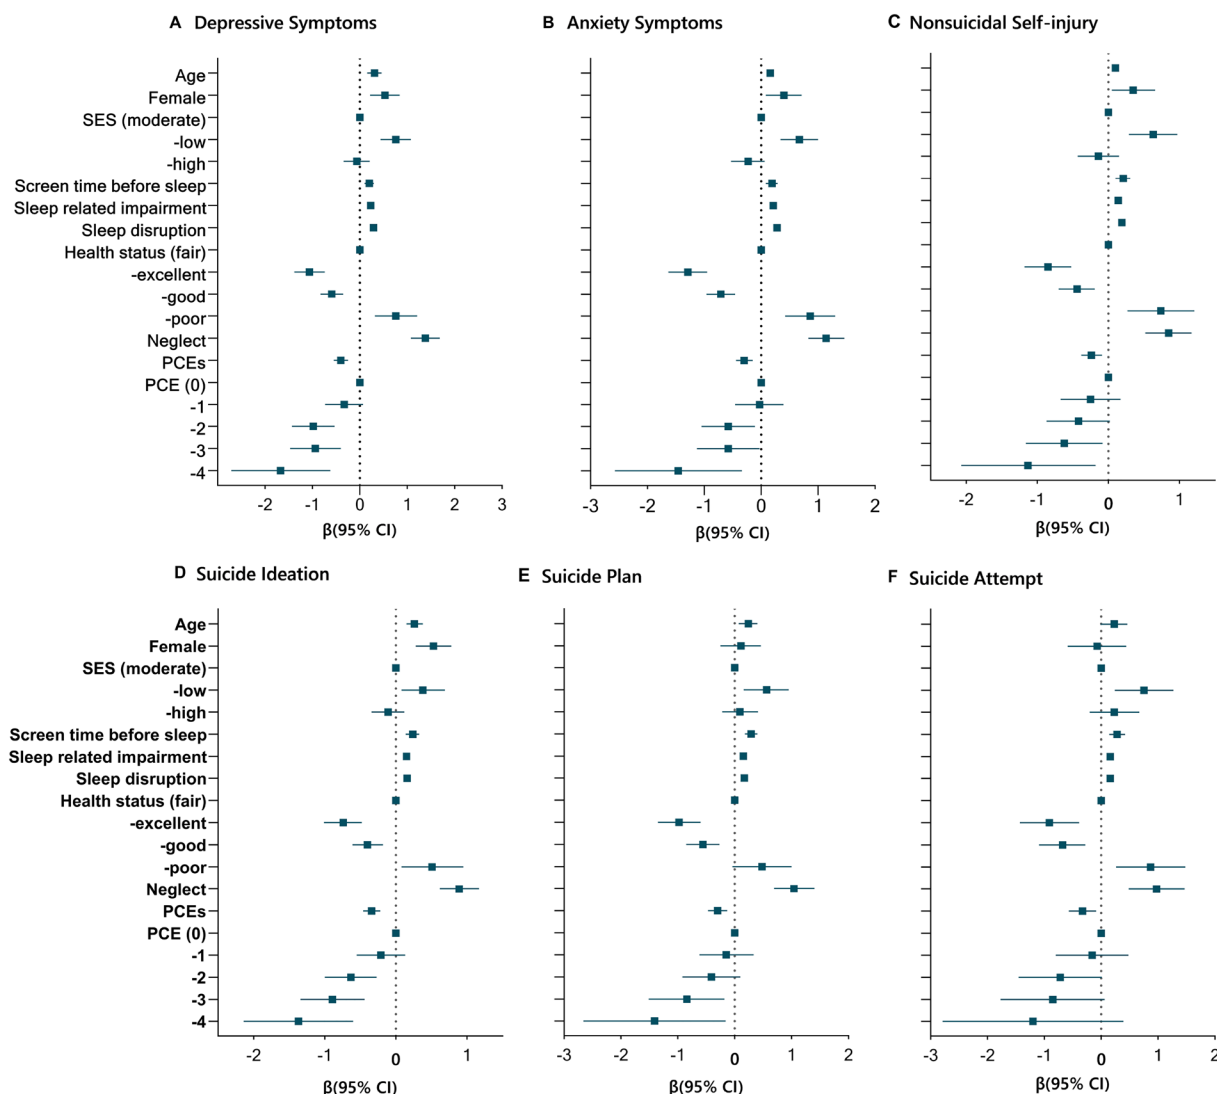 A Depressive Symptoms
B Anxiety Symptoms
C Nonsuicidal Self-injury
Age
Female
SES (moderate)
-low
-high
Screen time before sleep
Sleep related impairment
Sleep disruption
Health status (fair)
-excellent
-good
-poor
Neglect
PCEs
PCE (0)
-1
-2
-3
-4
-2 -1 0 1 2 3
β(95% CI)
-3 -2 -1 0 1 2
β(95% CI)
-2 -1 0 1
β(95% CI)
D Suicide Ideation
E Suicide Plan
F Suicide Attempt
Age
Female
SES (moderate)
-low
-high
Screen time before sleep
Sleep related impairment
Sleep disruption
Health status (fair)
-excellent
-good
-poor
Neglect
PCEs
PCE (0)
-1
-2
-3
-4
-2 -1 0 1
β(95% CI)
-3 -2 -1 0 1 2
β(95% CI)
-3 -2 -1 0 1 2
β(95% CI)